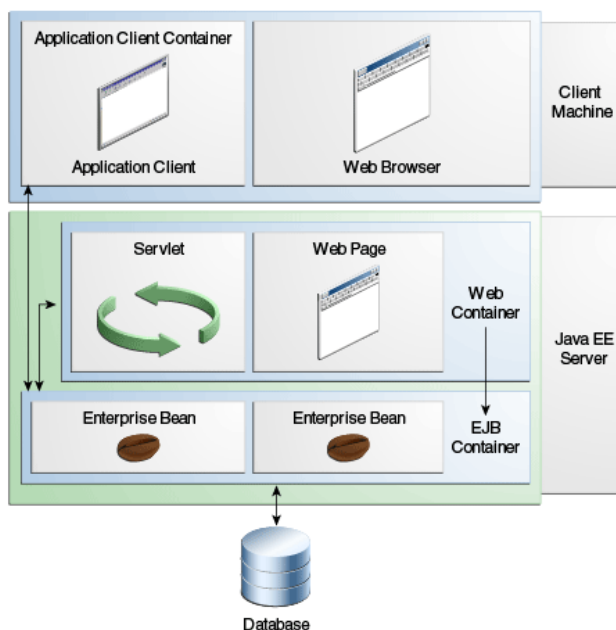 Application Client Container
Application Client
Web Browser
Client
Machine
Servlet
Web Page
Web
Container
Java EE
Server
Enterprise Bean
Enterprise Bean
EJB
Container
Database